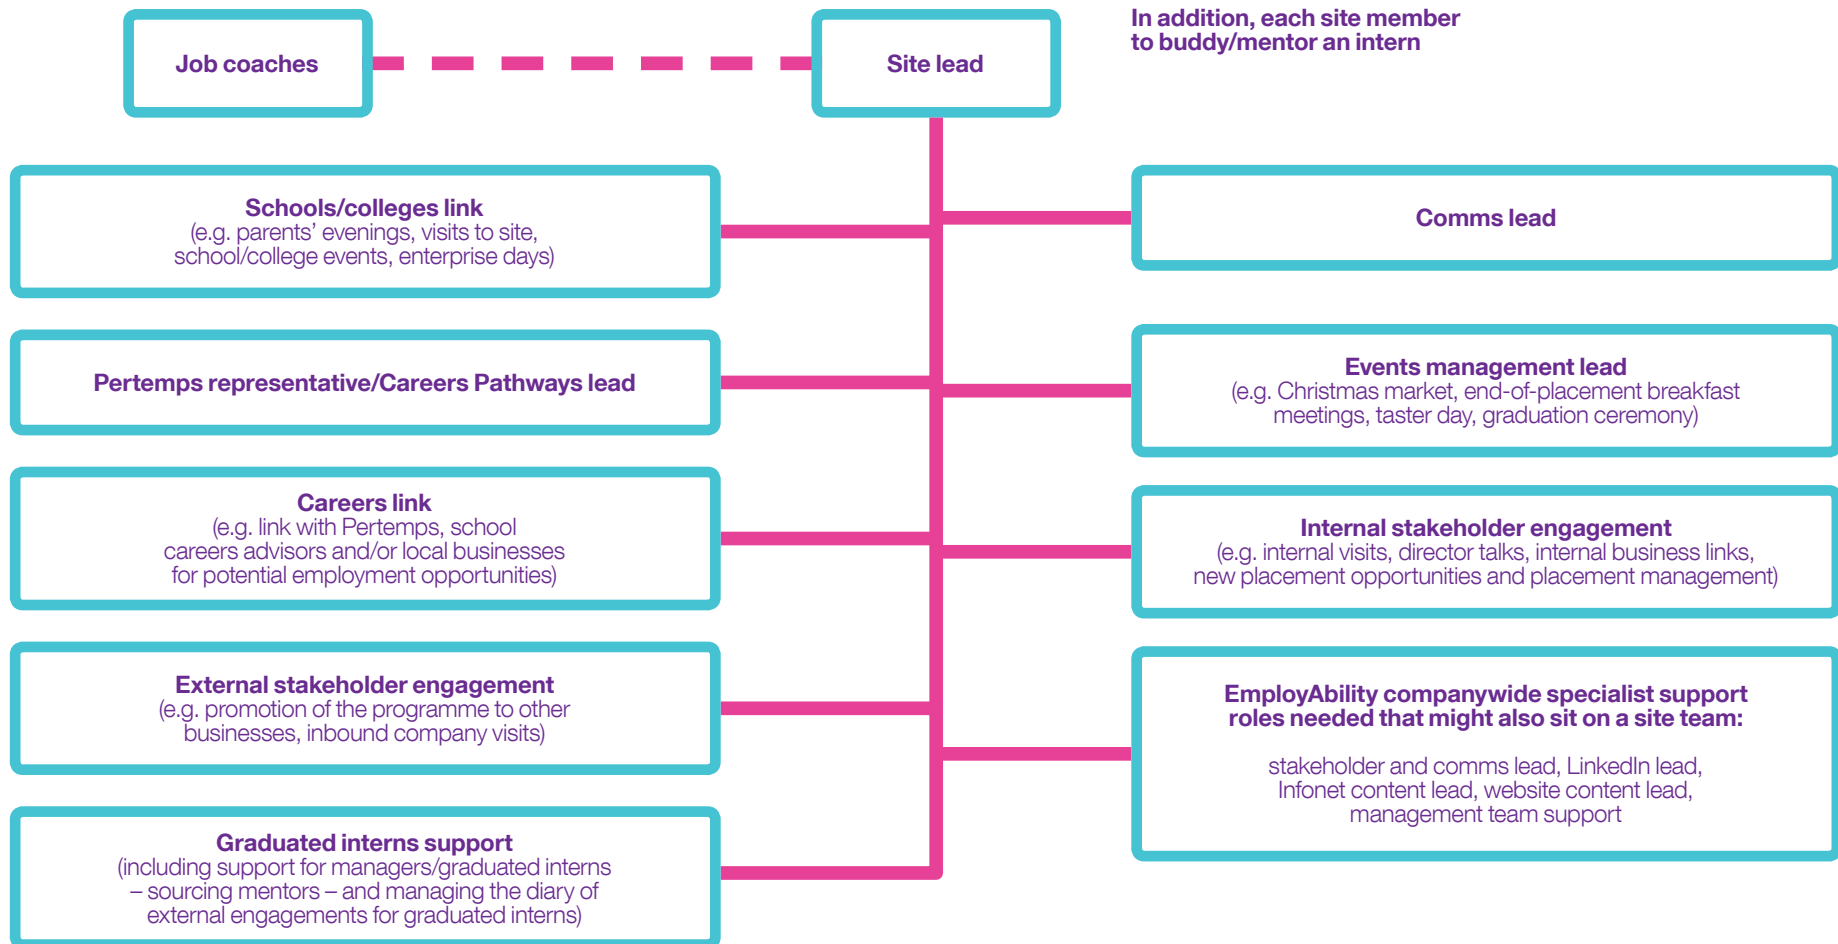 Job coaches
Site lead
In addition, each site member
to buddy/mentor an intern
Schools/colleges link
(e.g. parents’ evenings, visits to site,
school/college events, enterprise days)
Comms lead
Pertemps representative/Careers Pathways lead
Events management lead
(e.g. Christmas market, end-of-placement breakfast
meetings, taster day, graduation ceremony)
Careers link
(e.g. link with Pertemps, school
careers advisors and/or local businesses
for potential employment opportunities)
Internal stakeholder engagement
(e.g. internal visits, director talks, internal business links,
new placement opportunities and placement management)
External stakeholder engagement
(e.g. promotion of the programme to other
businesses, inbound company visits)
EmployAbility companywide specialist support
roles needed that might also sit on a site team:
stakeholder and comms lead, LinkedIn lead,
Infonet content lead, website content lead,
management team support
Graduated interns support
(including support for managers/graduated interns
– sourcing mentors – and managing the diary of
external engagements for graduated interns)